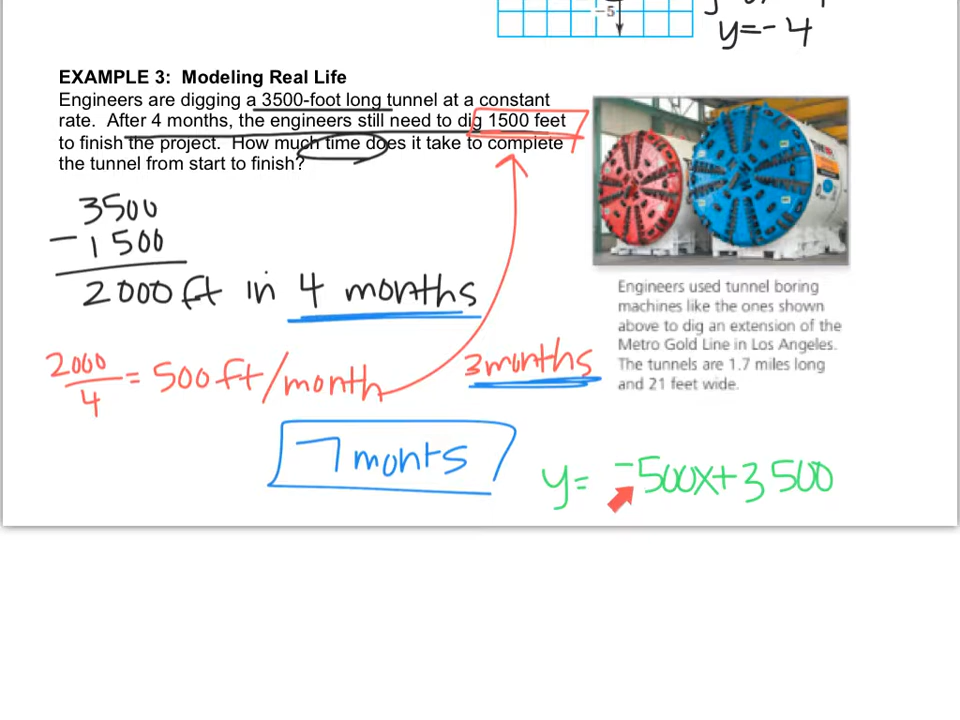 -5
y=-4
EXAMPLE 3: Modeling Real Life
Engineers are digging a 3500-foot long tunnel at a constant
rate. After 4 months, the engineers still need to dig 1500 feet
to finish the project. How much time does it take to complete
the tunnel from start to finish?
3500
- 1500
2000 ft in 4 months
2000/4 = 500 ft/month
3 months
7 monts
y= -500x+3500
Engineers used tunnel boring
machines like the ones shown
above to dig an extension of the
Metro Gold Line in Los Angeles.
The tunnels are 1.7 miles long
and 21 feet wide.